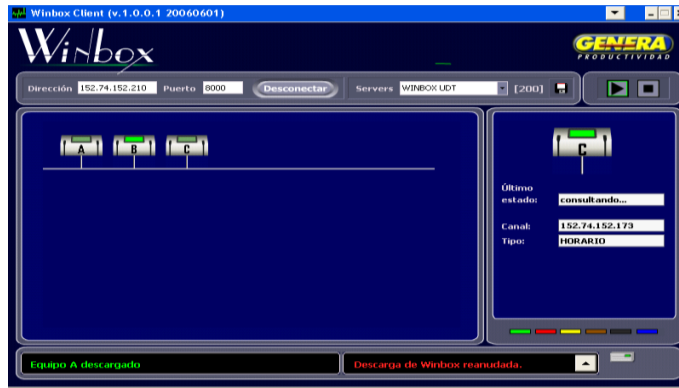 Winbox Client (v.1.0.0.1 20060601)
Winbox
GENERA
PRODUCTIVIDAD
Dirección 152.74.152.210 Puerto 8000 Desconectar Servers WINBOX UDT [200]
A B C
C
Último
estado: consultando...
Canal: 152.74.152.173
Tipo: HORARIO
Equipo A descargado
Descarga de Winbox reanudada.